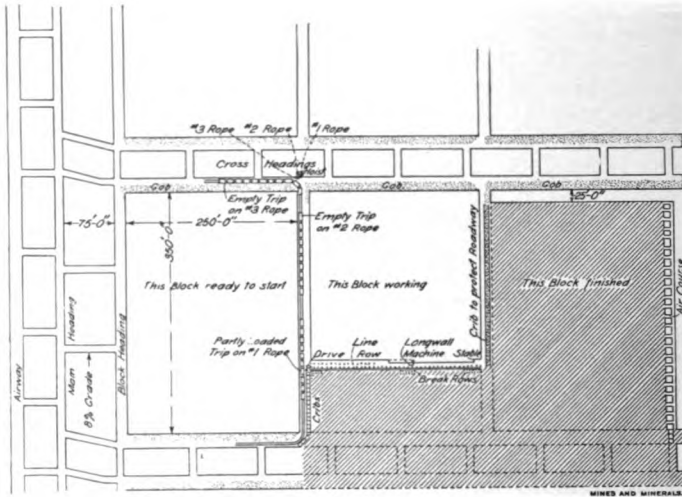 #3 Rope
#2 Rope
#1 Rope
Cross
Headings
Hoist
Gob
Gob
Gob
Empty Trip
on #3 Rope
Empty Trip
on #2 Rope
25'-0"
75'-0"
250'-0"
350'-0"
This Block ready to start
This Block working
This Block finished
Crib to protect Roadway
Air Course
Airway
Main
Heading
8% Grade
Block Heading
Partly Loaded
Trip on #1 Rope
Drive
Line
Row
Longwall
Machine
Stable
Break Rows
Cribs
MINES AND MINERALS